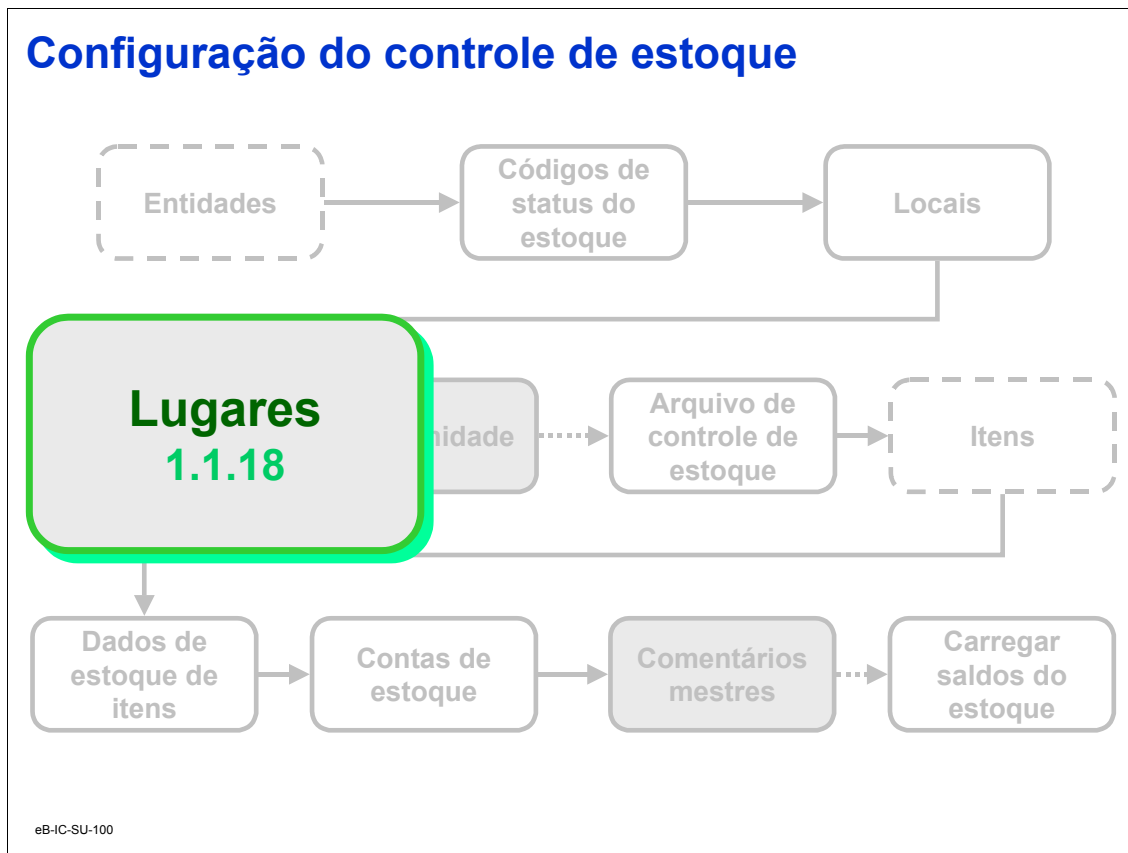 Configuração do controle de estoque
Entidades
Códigos de
status do
estoque
Locais
Lugares
1.1.18
Arquivo de
controle de
estoque
Itens
Dados de
estoque de
itens
Contas de
estoque
Comentários
mestres
Carregar
saldos do
estoque
eB-IC-SU-100